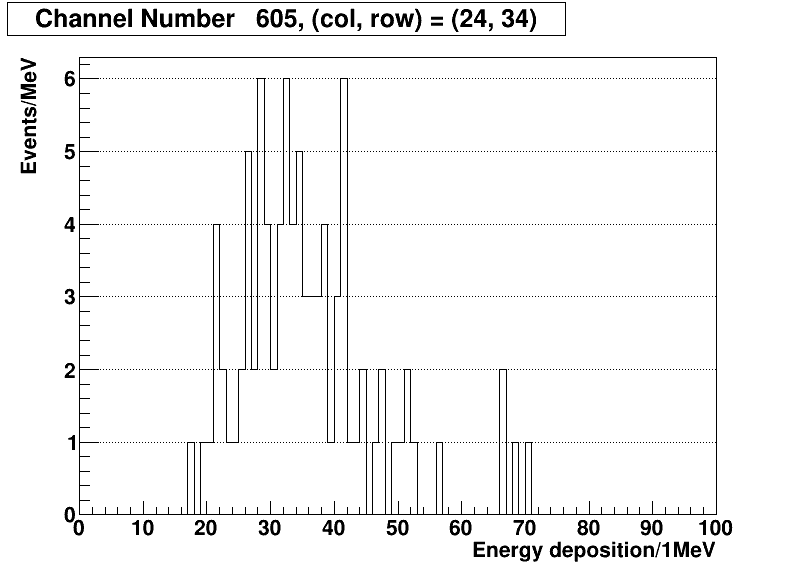 Channel Number 605, (col, row) = (24, 34)
Events/MeV
6
5
4
3
2
1
0
0 10 20 30 40 50 60 70 80 90 100
Energy deposition/1MeV